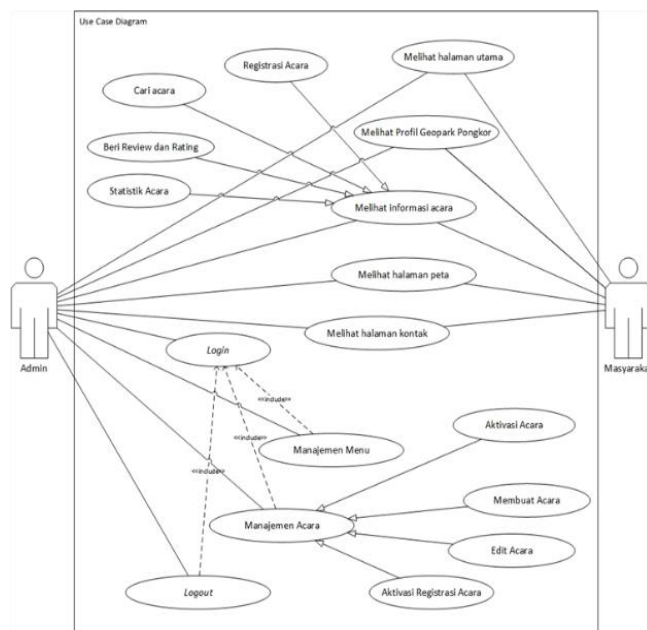 Use Case Diagram
Registrasi Acara
Melihat halaman utama
Cari acara
Melihat Profil Geopark Pongkor
Beri Review dan Rating
Statistik Acara
Melihat informasi acara
Melihat halaman peta
Melihat halaman kontak
Admin
Masyaraka
Login
<<include>>
<<include>>
<<include>>
Manajemen Menu
Aktivasi Acara
Membuat Acara
Manajemen Acara
Edit Acara
Logout
Aktivasi Registrasi Acara